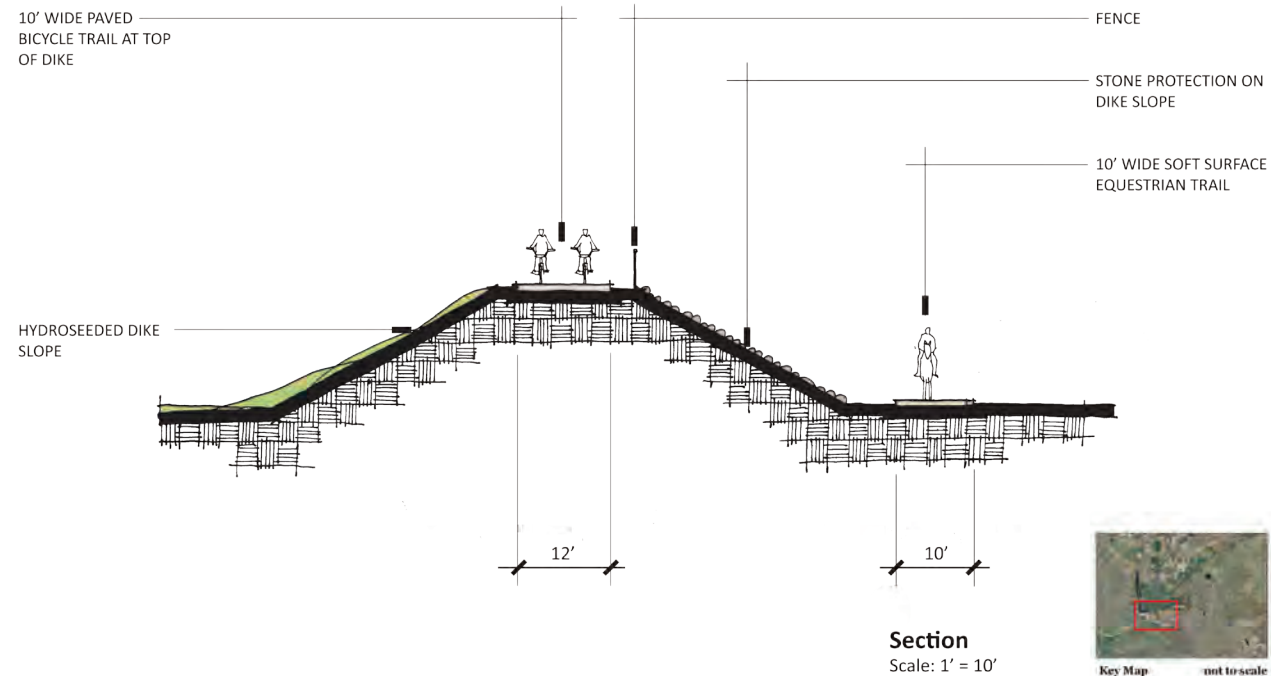 10’ WIDE PAVED
BICYCLE TRAIL AT TOP
OF DIKE
FENCE
STONE PROTECTION ON
DIKE SLOPE
10’ WIDE SOFT SURFACE
EQUESTRIAN TRAIL
HYDROSEEDED DIKE
SLOPE
12’
10’
Section
Scale: 1’ = 10’
Key Map not to scale